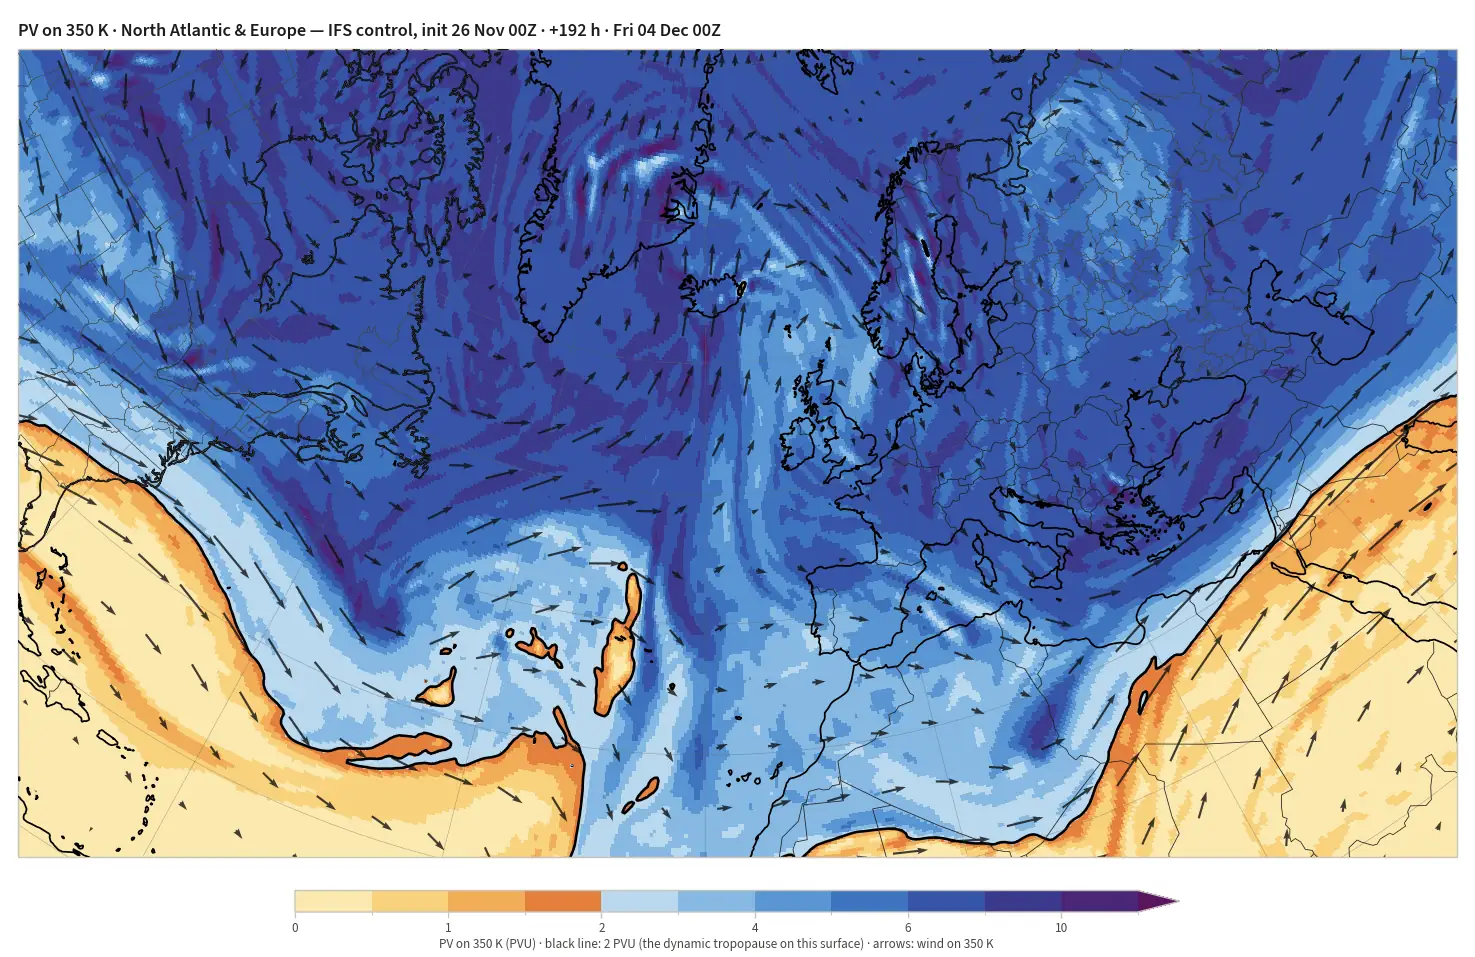 PV on 350 K · North Atlantic & Europe — IFS control, init 26 Nov 00Z · +192 h · Fri 04 Dec 00Z
0 1 2 4 6 10
PV on 350 K (PVU) · black line: 2 PVU (the dynamic tropopause on this surface) · arrows: wind on 350 K